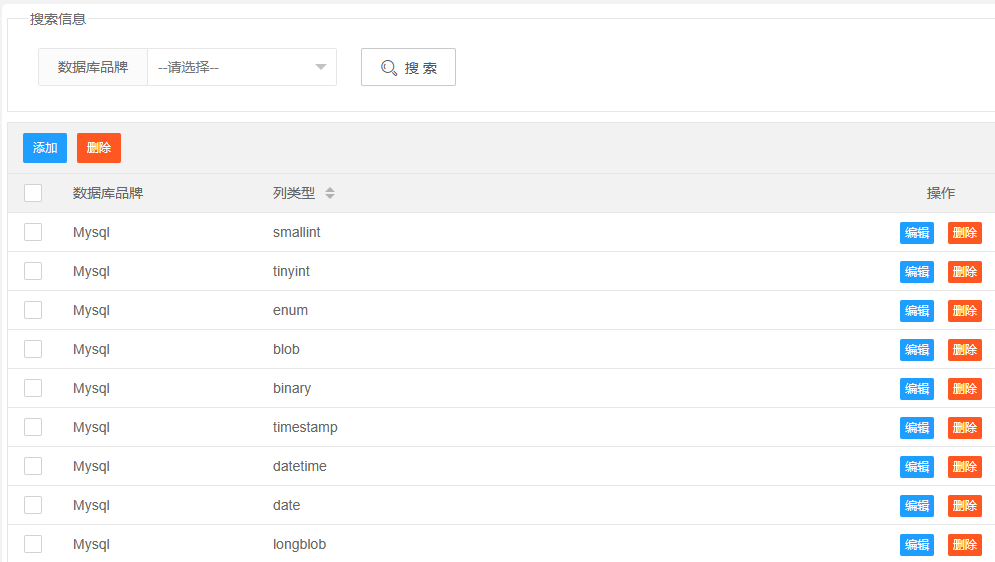 搜索信息
数据库品牌 --请选择-- 搜 索
添加 删除
数据库品牌 列类型 操作
Mysql smallint 编辑 删除
Mysql tinyint 编辑 删除
Mysql enum 编辑 删除
Mysql blob 编辑 删除
Mysql binary 编辑 删除
Mysql timestamp 编辑 删除
Mysql datetime 编辑 删除
Mysql date 编辑 删除
Mysql longblob 编辑 删除